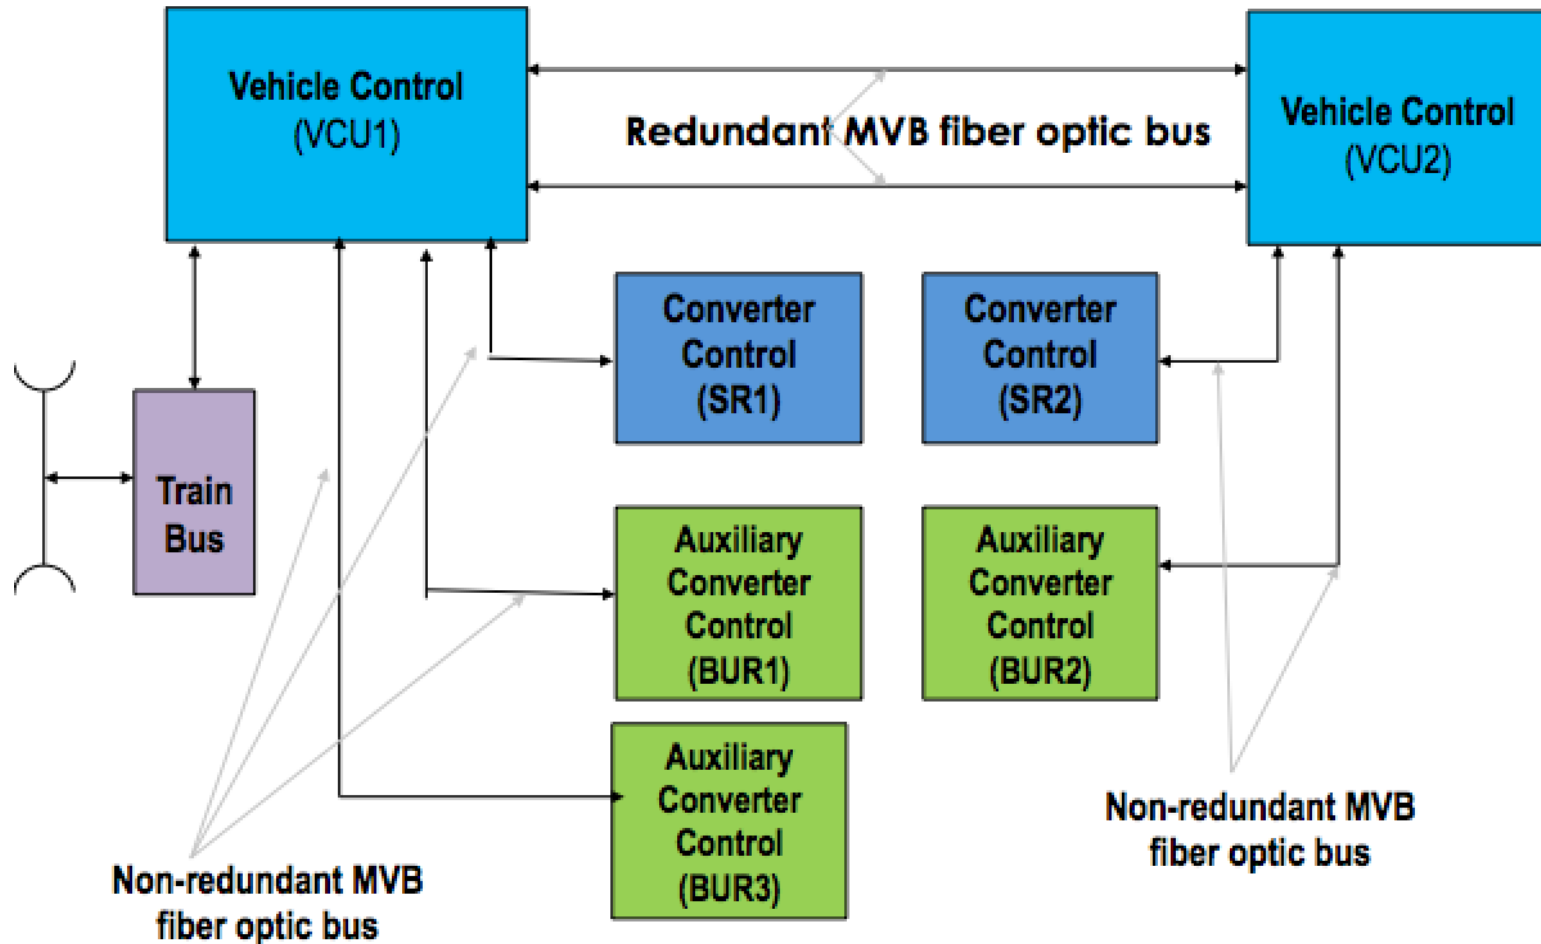 Vehicle Control
(VCU1)
Redundant MVB fiber optic bus
Vehicle Control
(VCU2)
Converter
Control
(SR1)
Converter
Control
(SR2)
Train
Bus
Auxiliary
Converter
Control
(BUR1)
Auxiliary
Converter
Control
(BUR2)
Auxiliary
Converter
Control
(BUR3)
Non-redundant MVB
fiber optic bus
Non-redundant MVB
fiber optic bus